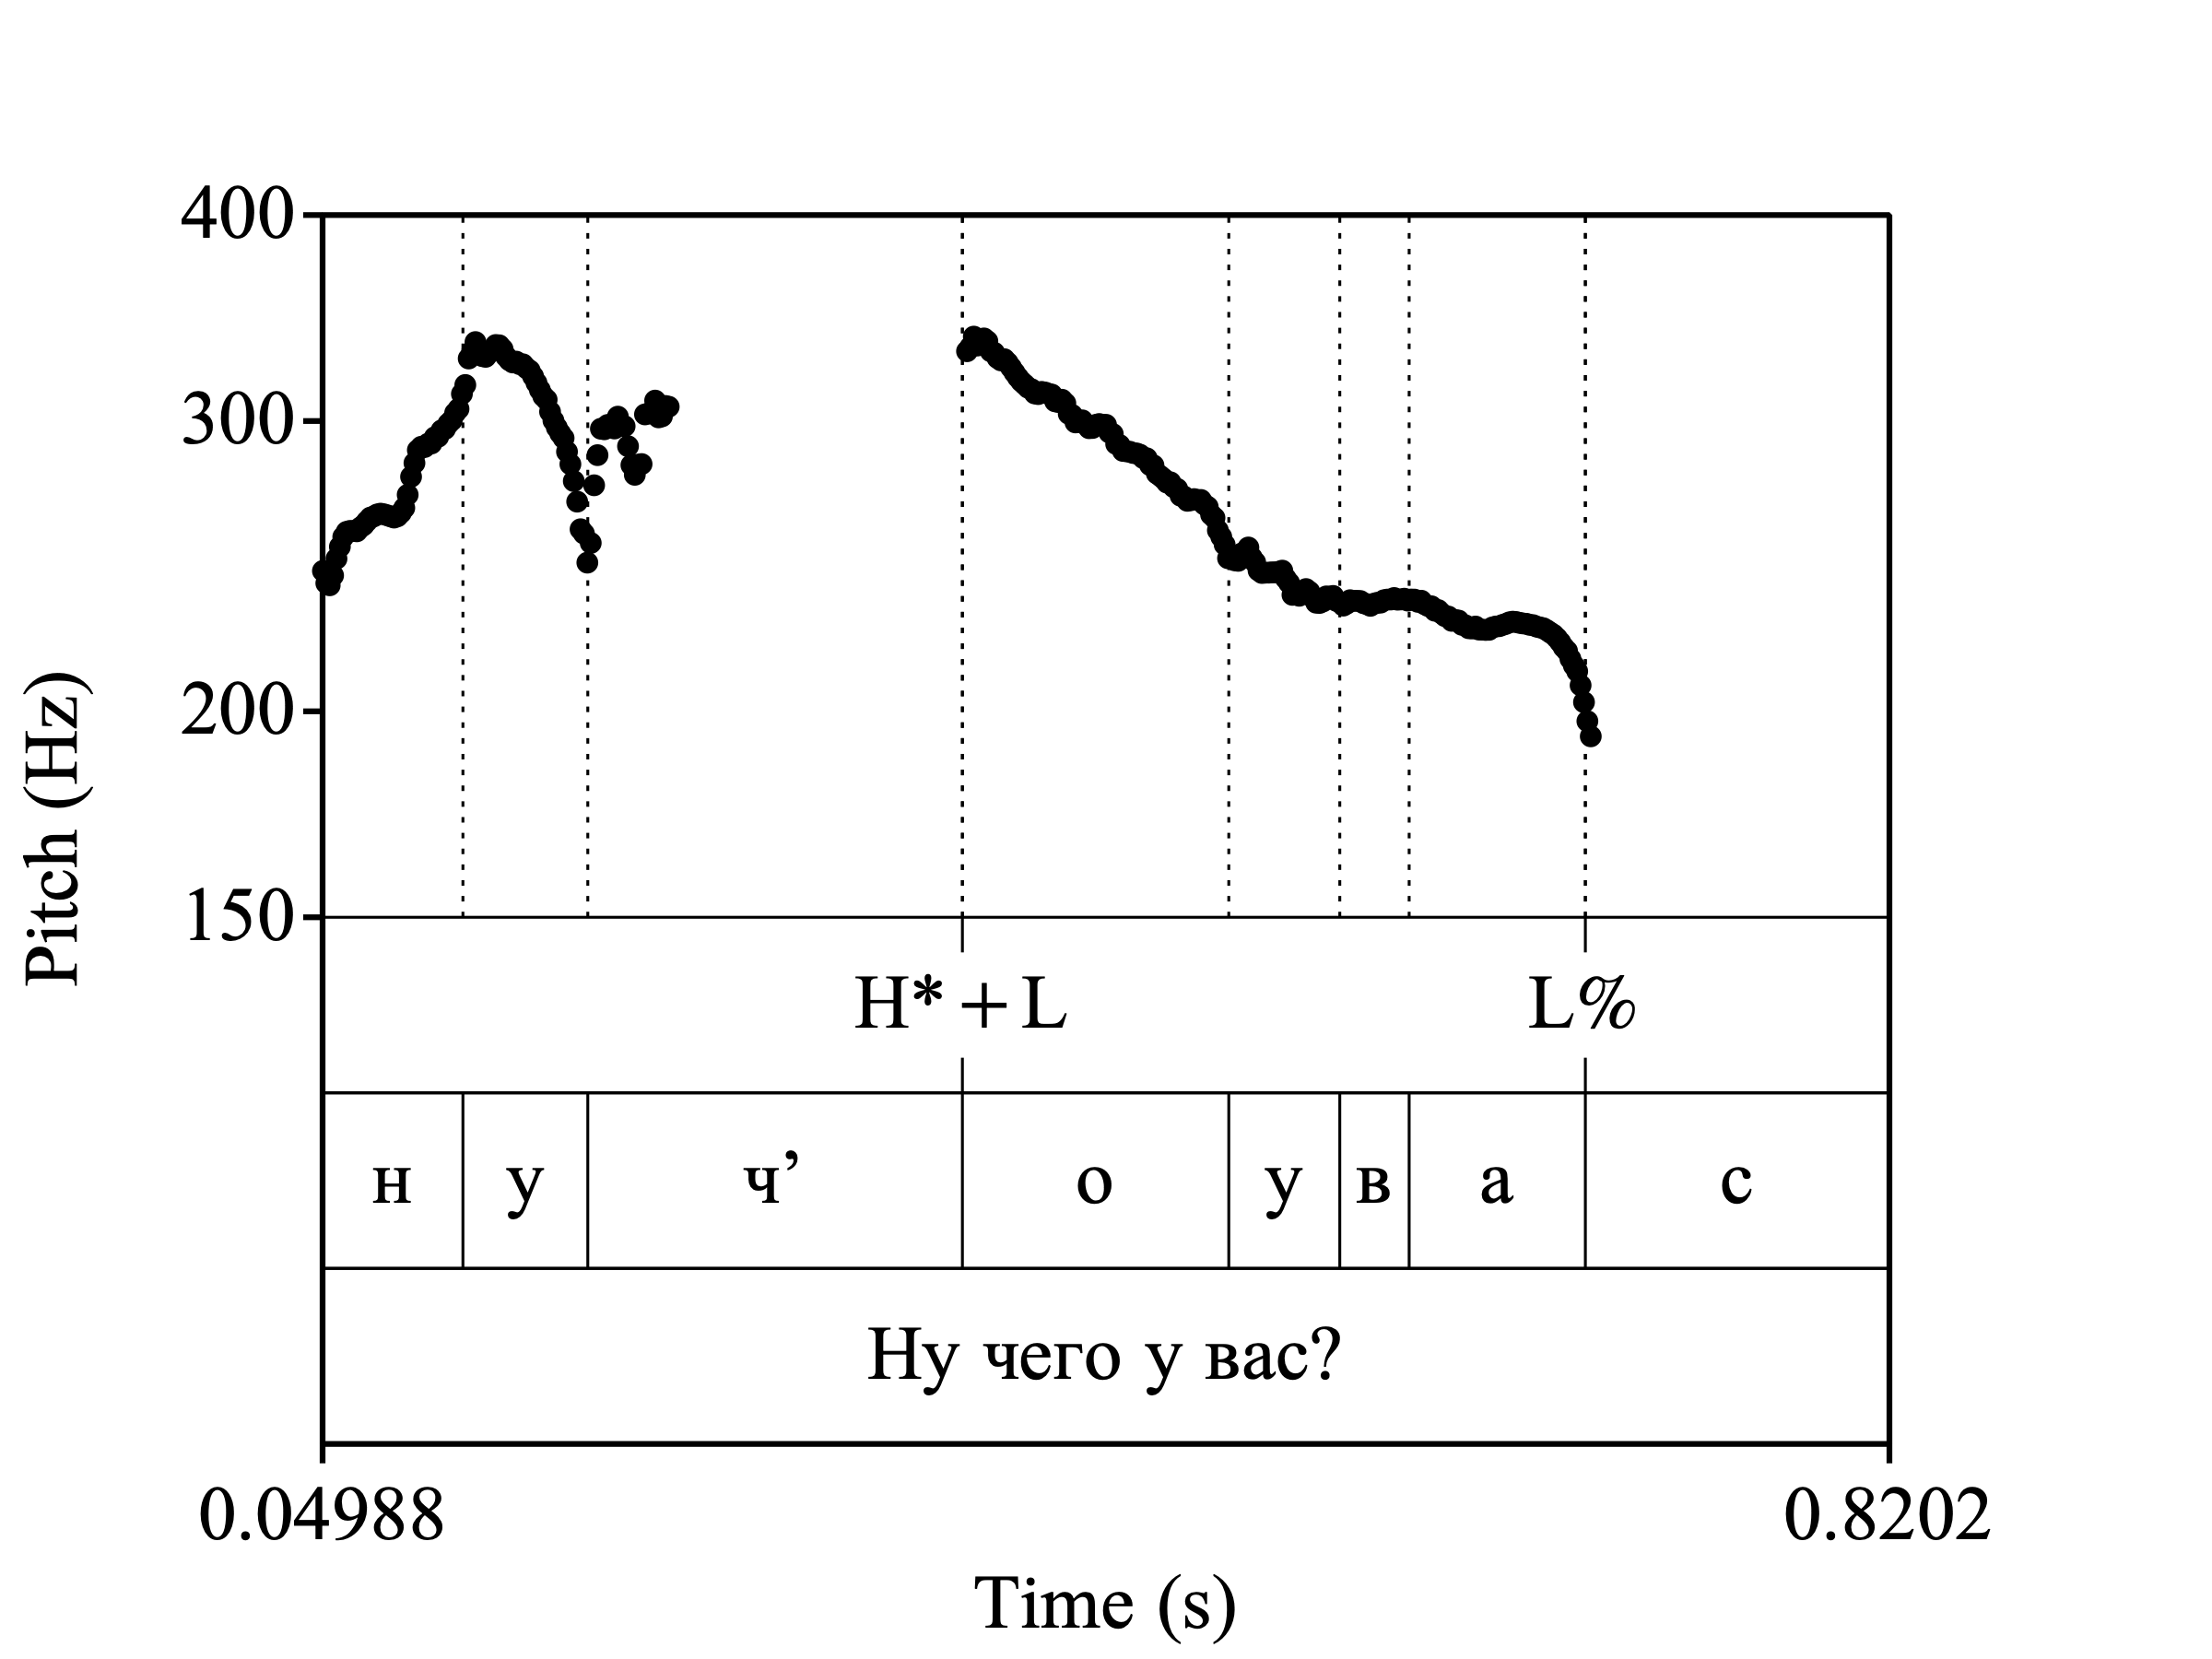 400
300
200
150
Pitch (Hz)
H*+L L%
н у ч’ о у в а с
Ну чего у вас?
0.04988 0.8202
Time (s)